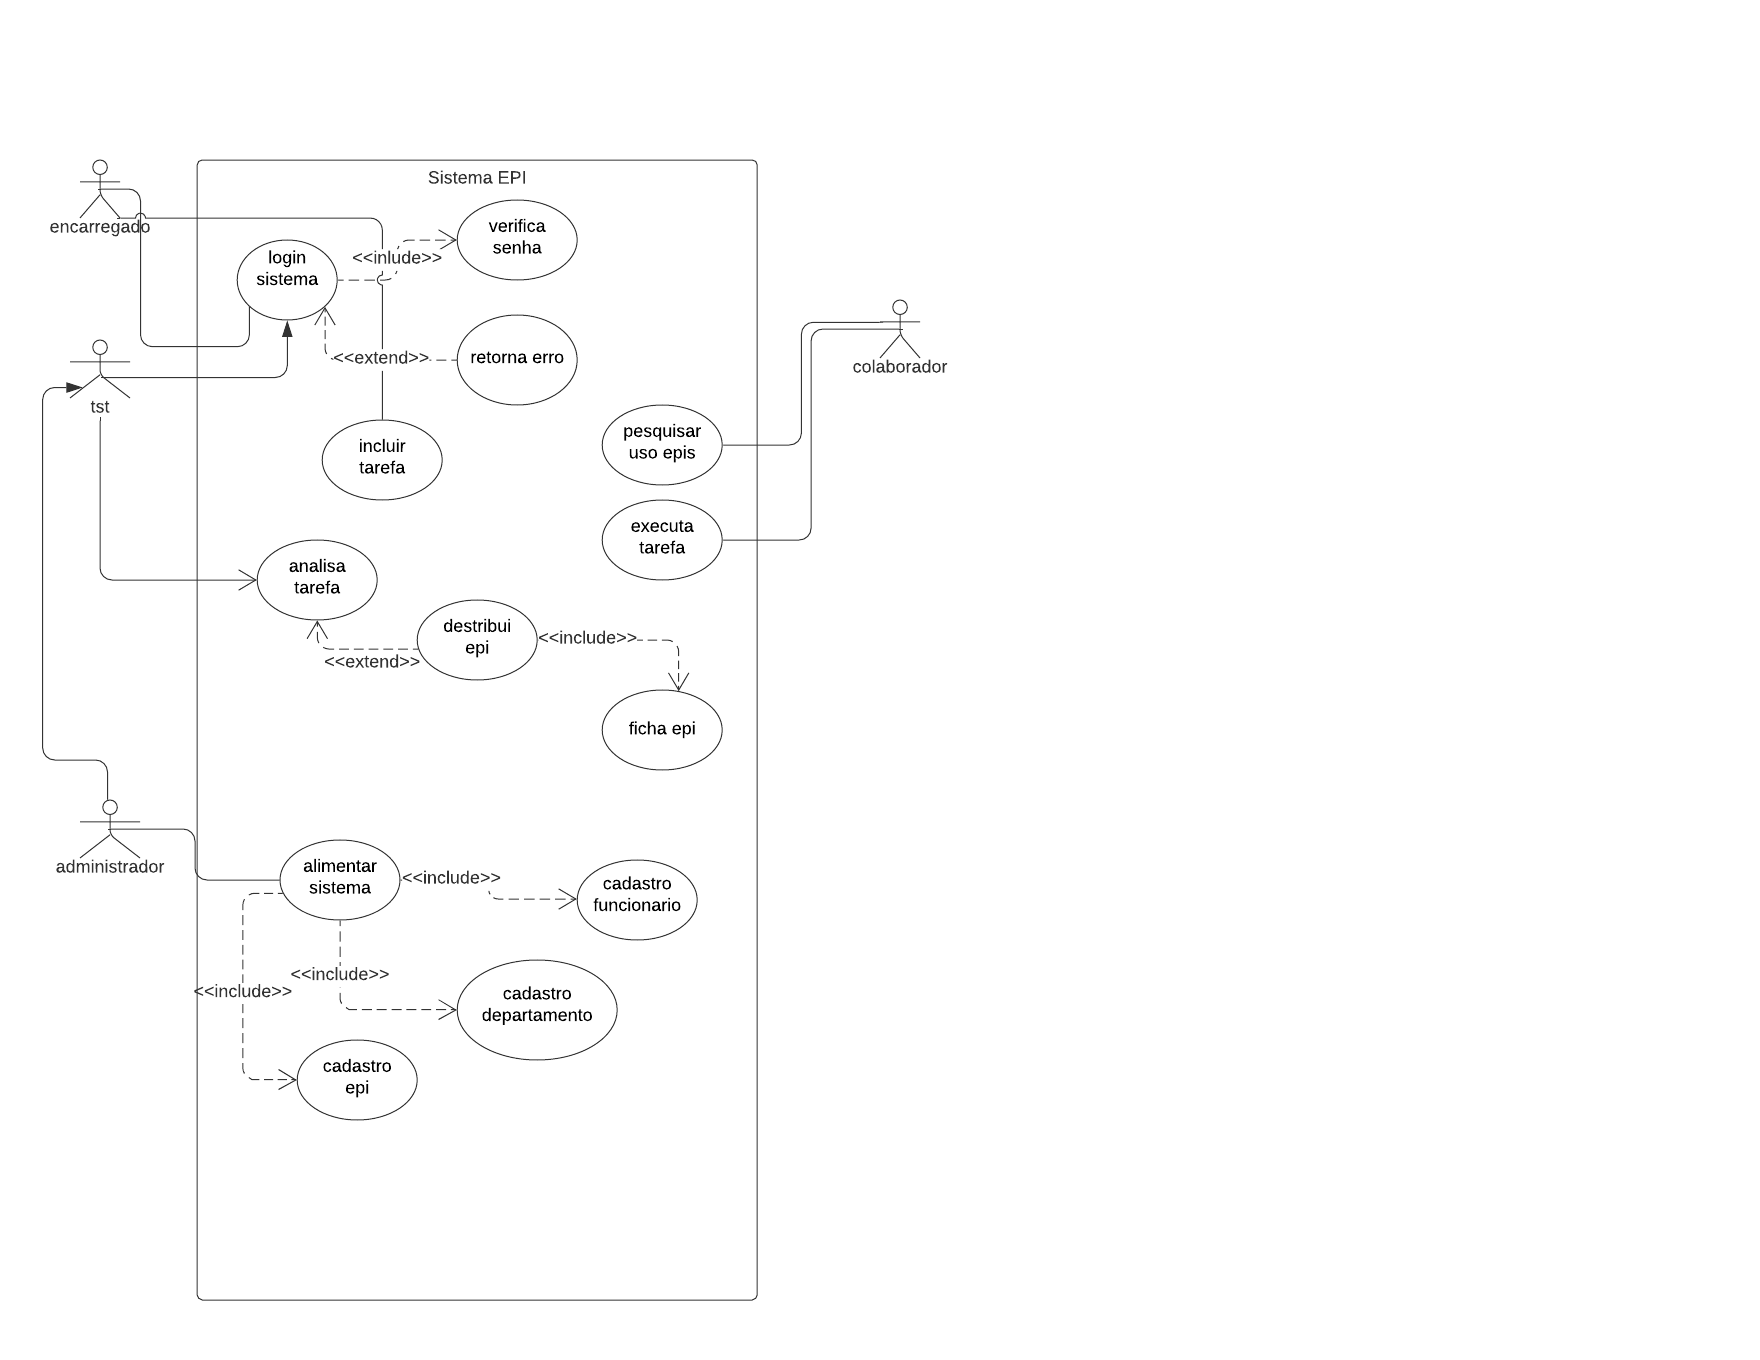 Sistema EPI
encarregado
verifica
senha
login
sistema
<<inlude>>
<<extend>>
retorna erro
colaborador
tst
incluir
tarefa
pesquisar
uso epis
executa
tarefa
analisa
tarefa
destribui
epi
<<include>>
<<extend>>
ficha epi
administrador
alimentar
sistema
<<include>>
cadastro
funcionario
<<include>>
<<include>>
cadastro
departamento
cadastro
epi